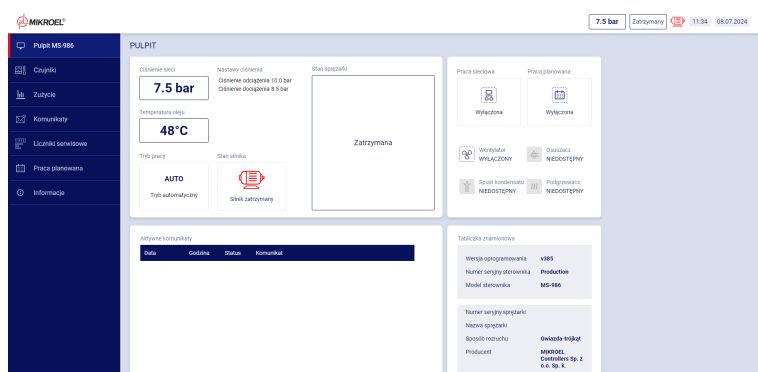 MIKROEL®
7.5 bar Zatrzymany 11:34 08.07.2024
Pulpit MS-986
Czujniki
Zużycie
Komunikaty
Liczniki serwisowe
Praca planowana
Informacje
PULPIT
Ciśnienie sieci
7.5 bar
Nastawy ciśnienia
Ciśnienie odciążenia 10.0 bar
Ciśnienie dociążenia 8.5 bar
Temperatura oleju
48°C
Tryb pracy
AUTO
Tryb automatyczny
Stan silnika
Silnik zatrzymany
Stan sprężarki
Zatrzymana
Praca sieciowa
Wyłączona
Praca planowana
Wyłączona
Wentylator
WYŁĄCZONY
Osuszacz
NIEDOSTĘPNY
Spust kondensatu
NIEDOSTĘPNY
Podgrzewacz
NIEDOSTĘPNY
Aktywne komunikaty
Data Godzina Status Komunikat
Tabliczka znamionowa
Wersja oprogramowania v385
Numer seryjny sterownika Production
Model sterownika MS-986
Numer seryjny sprężarki
Nazwa sprężarki
Sposób rozruchu Gwiazda-trójkąt
Producent MIKROEL
Controllers Sp. z
o.o. Sp. k.